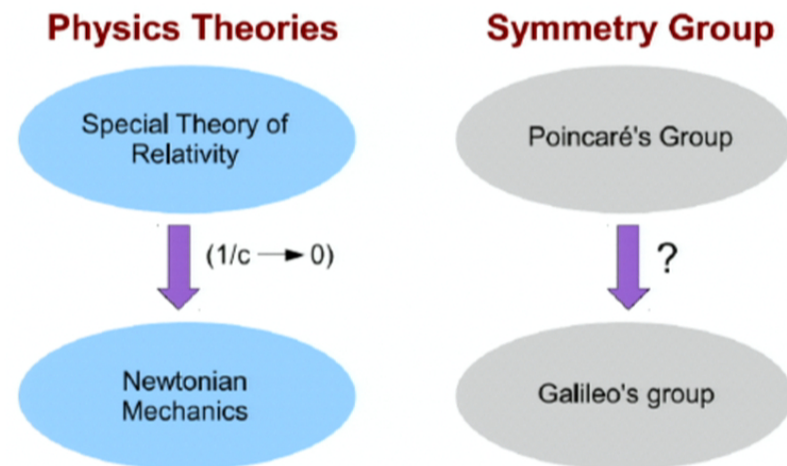 Physics Theories
Symmetry Group
Special Theory of
Relativity
Poincaré's Group
(1/c → 0)
?
Newtonian
Mechanics
Galileo's group